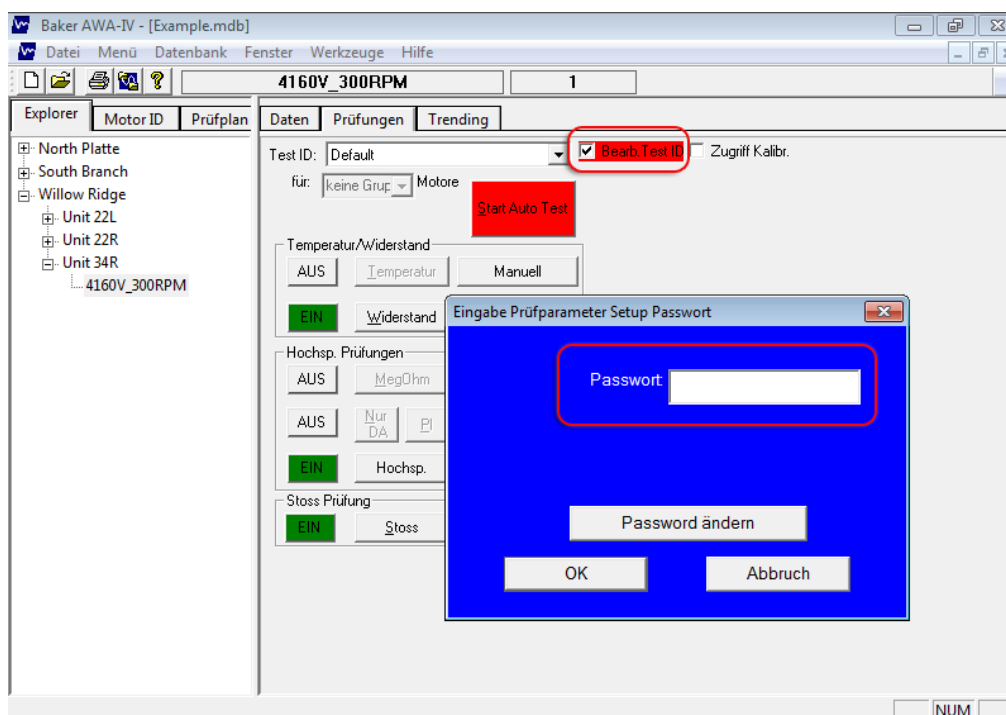 Baker AWA-IV - [Example.mdb]
Datei Menü Datenbank Fenster Werkzeuge Hilfe
4160V_300RPM 1
Explorer Motor ID Prüfplan
Daten Prüfungen Trending
North Platte
South Branch
Willow Ridge
Unit 22L
Unit 22R
Unit 34R
4160V_300RPM
Test ID: Default Bearb.Test ID Zugriff Kalibr.
für: keine Grup Motore
Start Auto Test
Temperatur/Widerstand
AUS Temperatur Manuell
EIN Widerstand
Hochsp. Prüfungen
AUS MegOhm
AUS Nur DA PI
EIN Hochsp.
Stoss Prüfung
EIN Stoss
Eingabe Prüfparameter Setup Passwort
Passwort:
Password ändern
OK Abbruch
NUM